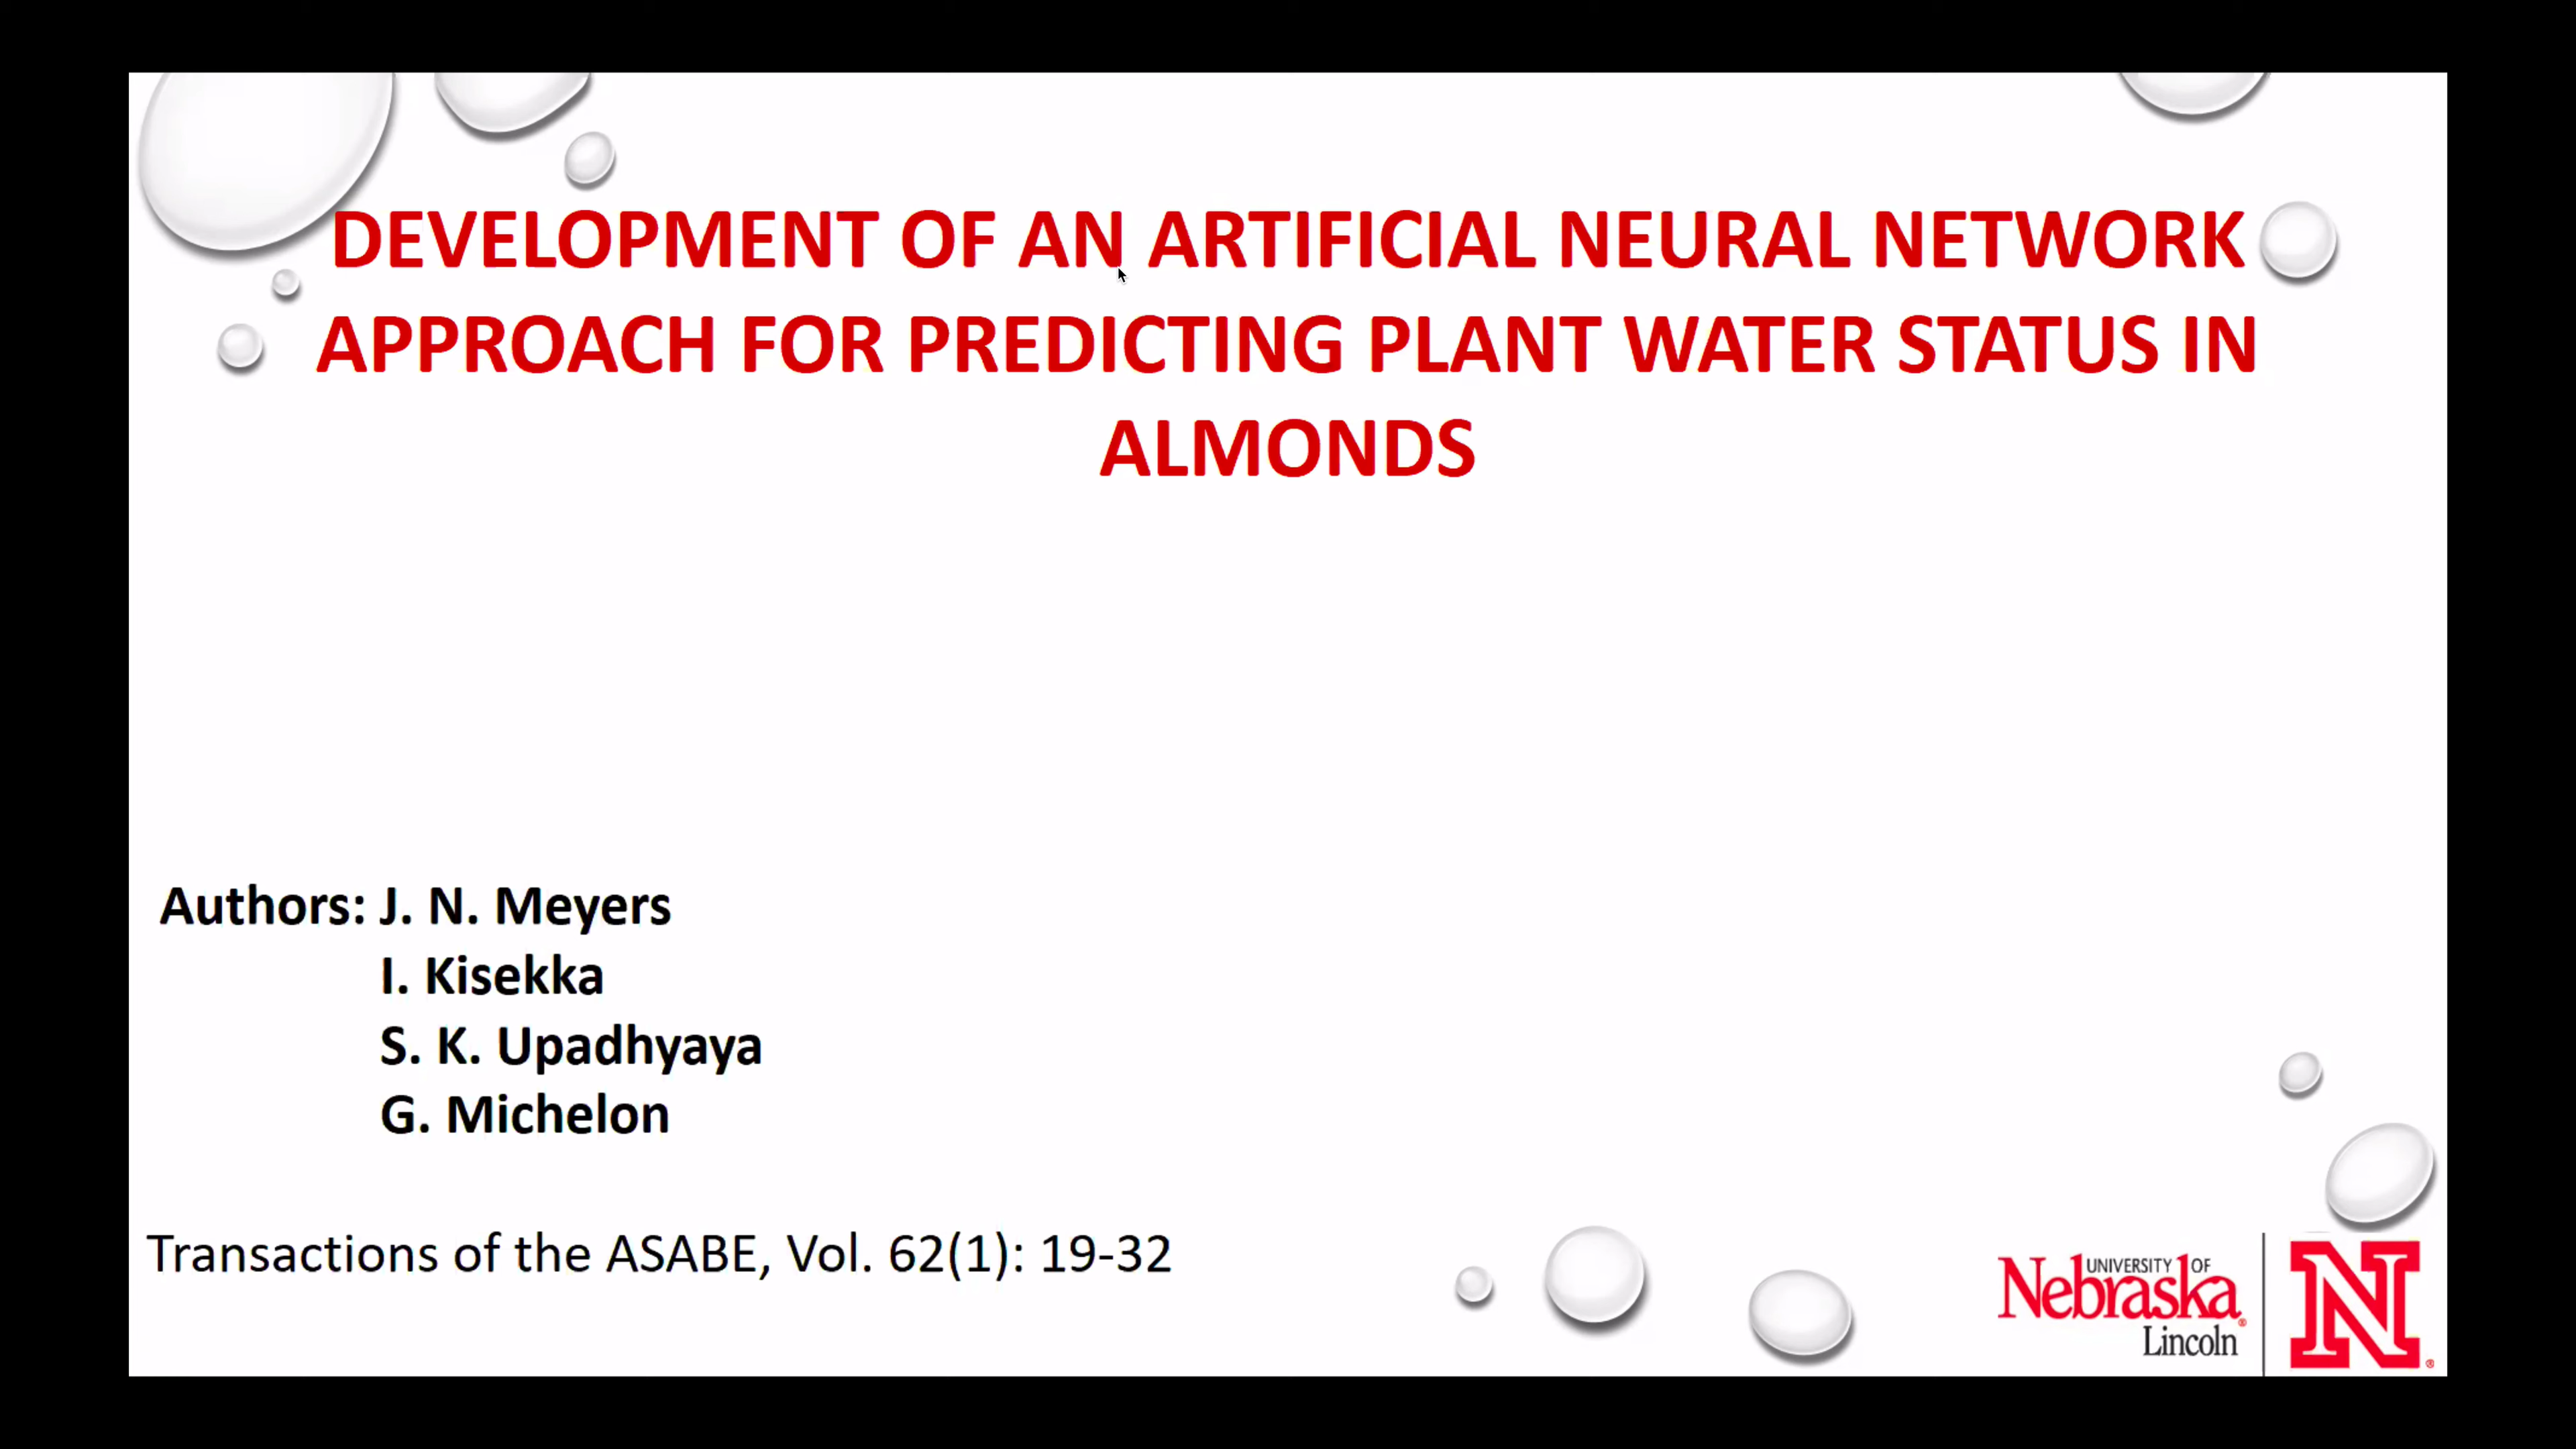 DEVELOPMENT OF AN ARTIFICIAL NEURAL NETWORK
APPROACH FOR PREDICTING PLANT WATER STATUS IN
ALMONDS
Authors: J. N. Meyers
I. Kisekka
S. K. Upadhyaya
G. Michelon
Transactions of the ASABE, Vol. 62(1): 19-32
UNIVERSITY OF
Nebraska®
Lincoln
N®